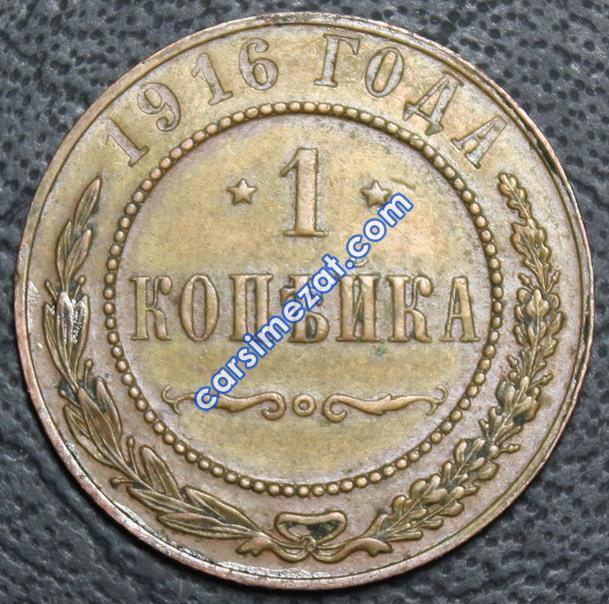 1916 ГОДА
* 1 *
КОПѢЙКА
carsimezat.com